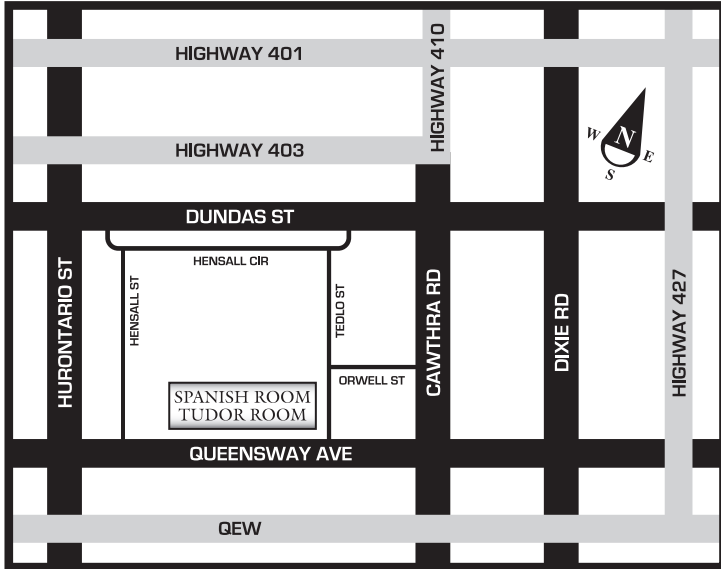 HIGHWAY 401
HIGHWAY 410
HIGHWAY 403
W
N
E
S
DUNDAS ST
HENSALL CIR
HURONTARIO ST
HENSALL ST
TEDLO ST
CAWTHRA RD
DIXIE RD
HIGHWAY 427
ORWELL ST
SPANISH ROOM
TUDOR ROOM
QUEENSWAY AVE
QEW